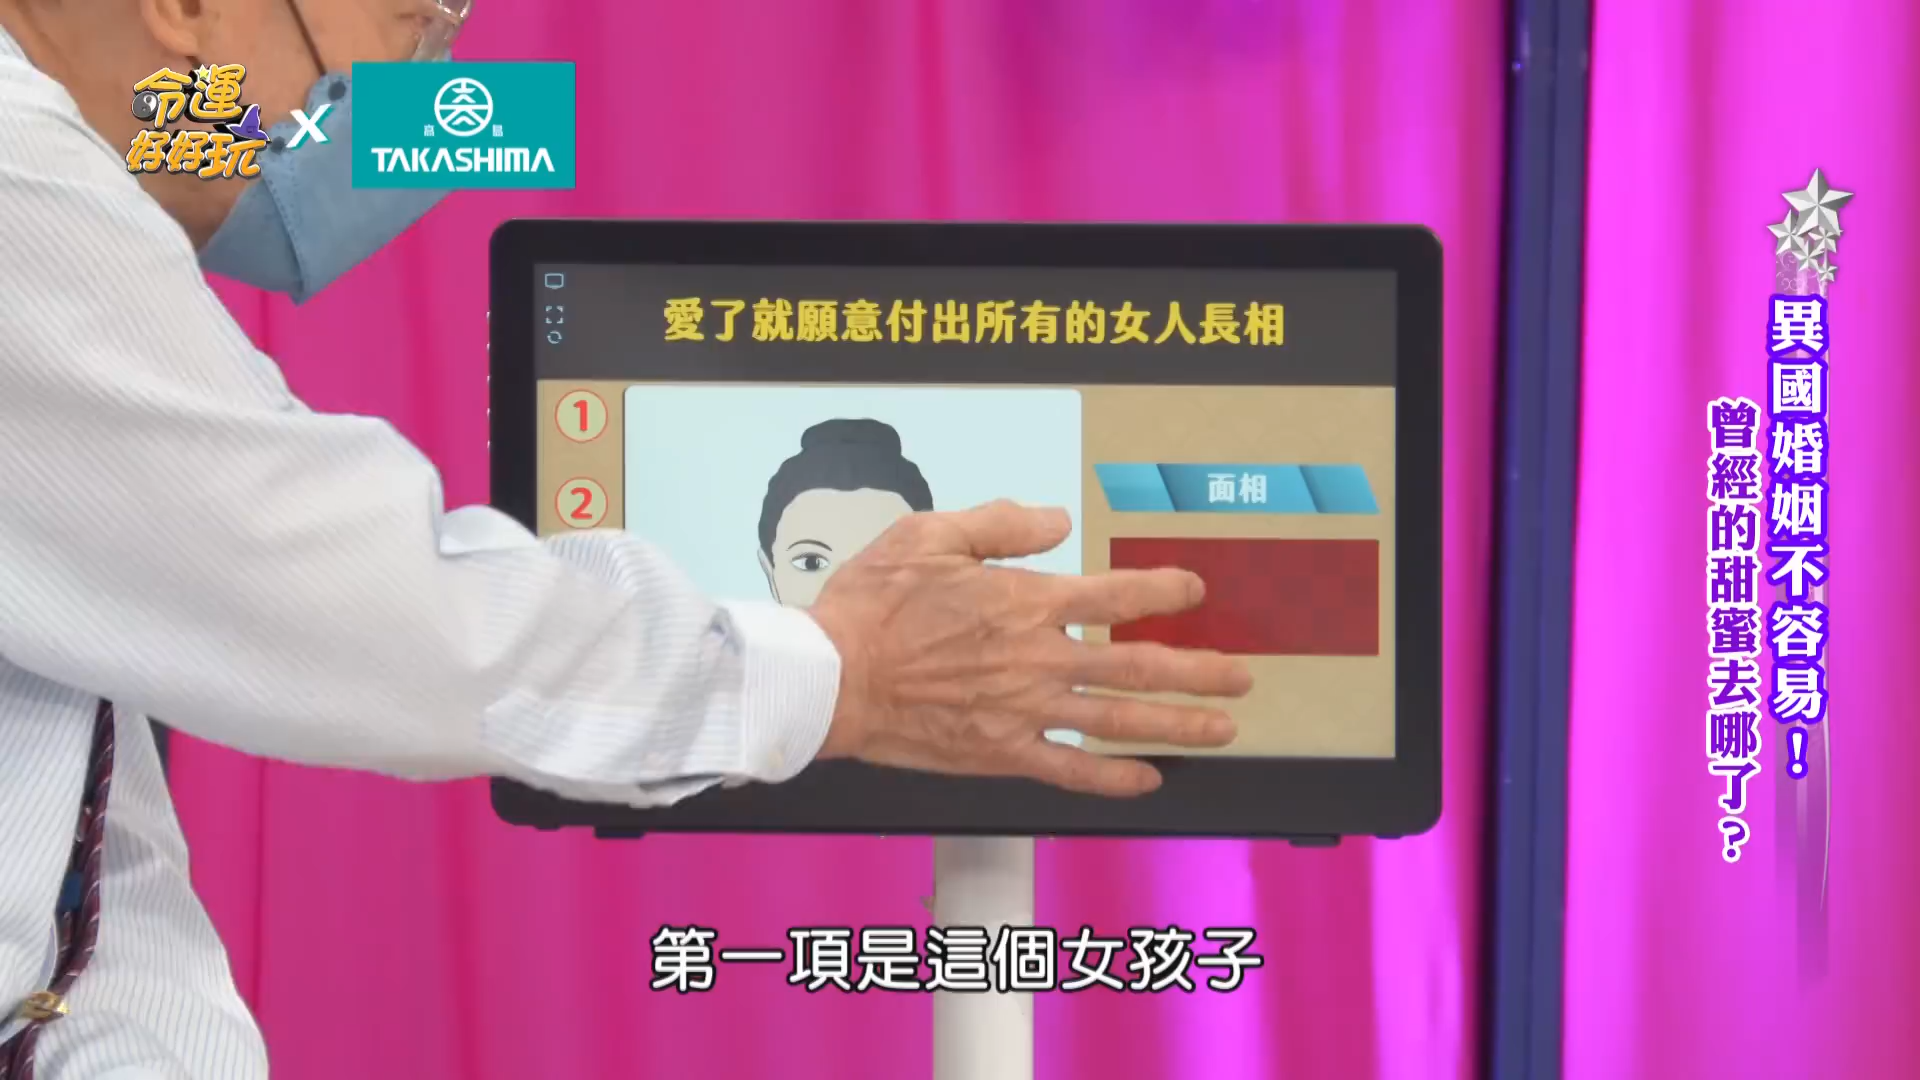 命運
好好玩
X
高島
TAKASHIMA
愛了就願意付出所有的女人長相
1
2
面相
異國婚姻不容易!
曾經的甜蜜去哪了?
第一項是這個女孩子